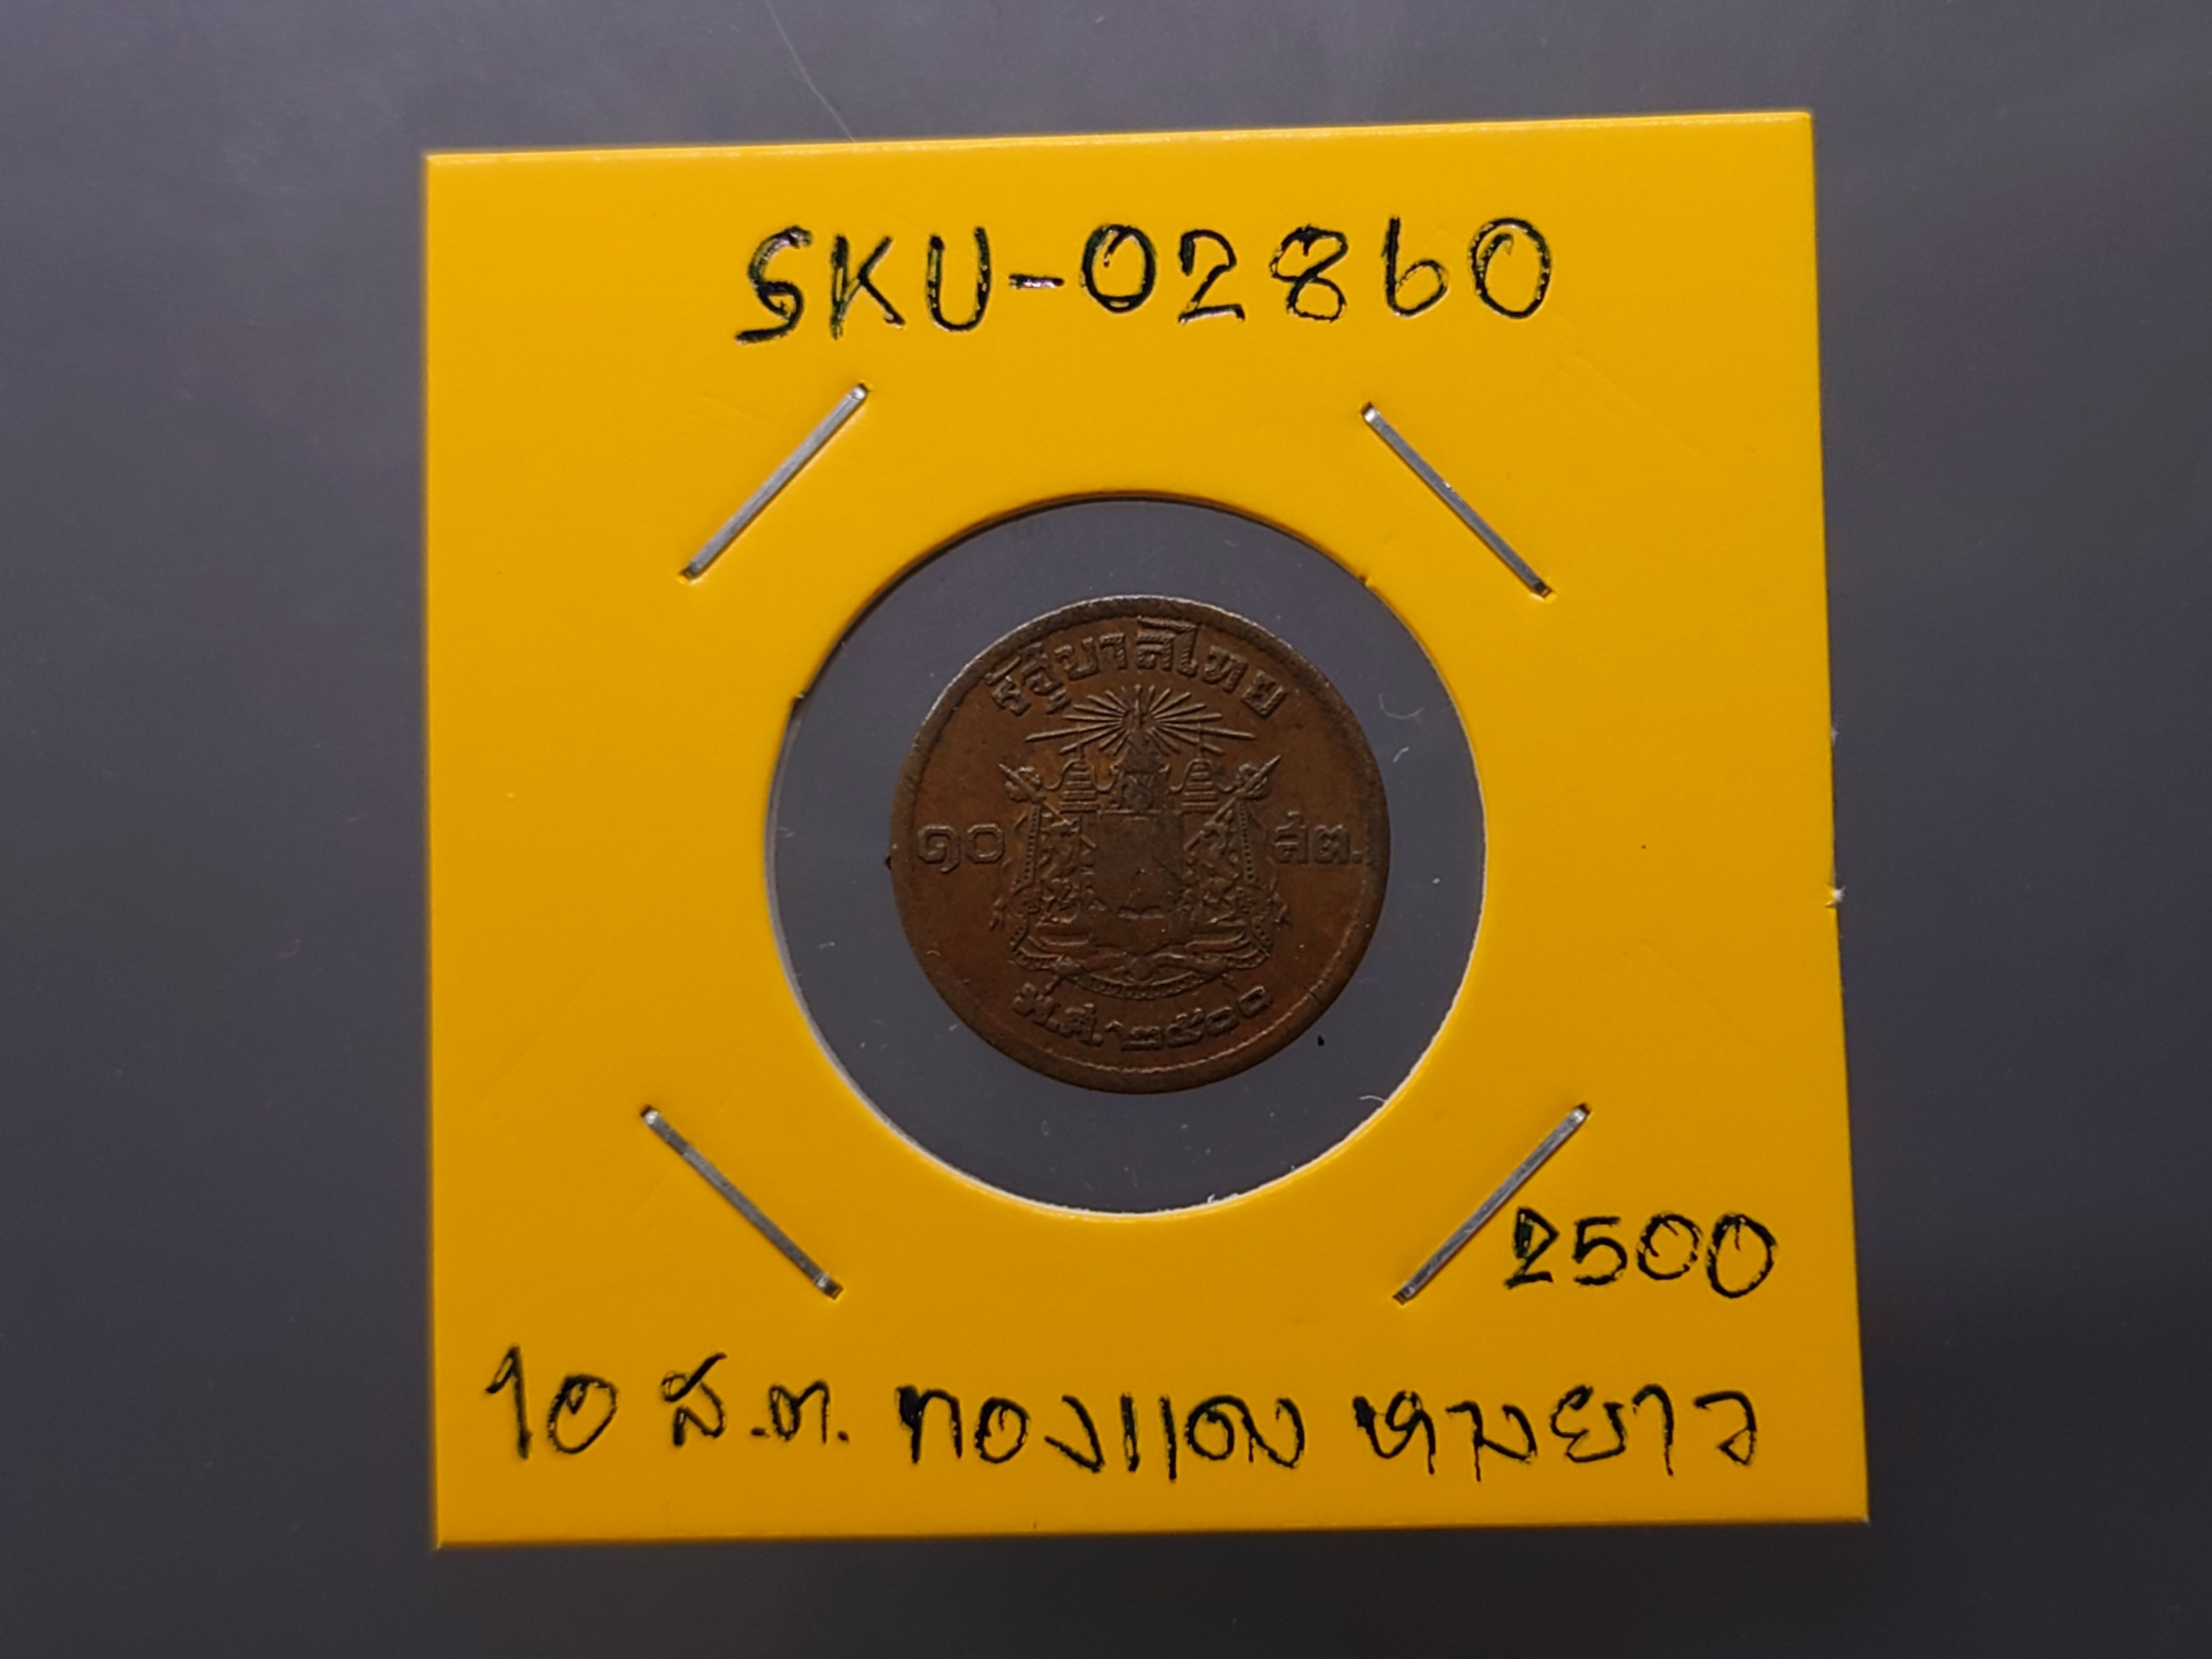 SKU-02860
รัฐบาลไทย
๑๐ สต.
พ.ศ.๒๕๐๐
2500
10 ส.ต. ทองแดง หางยาว